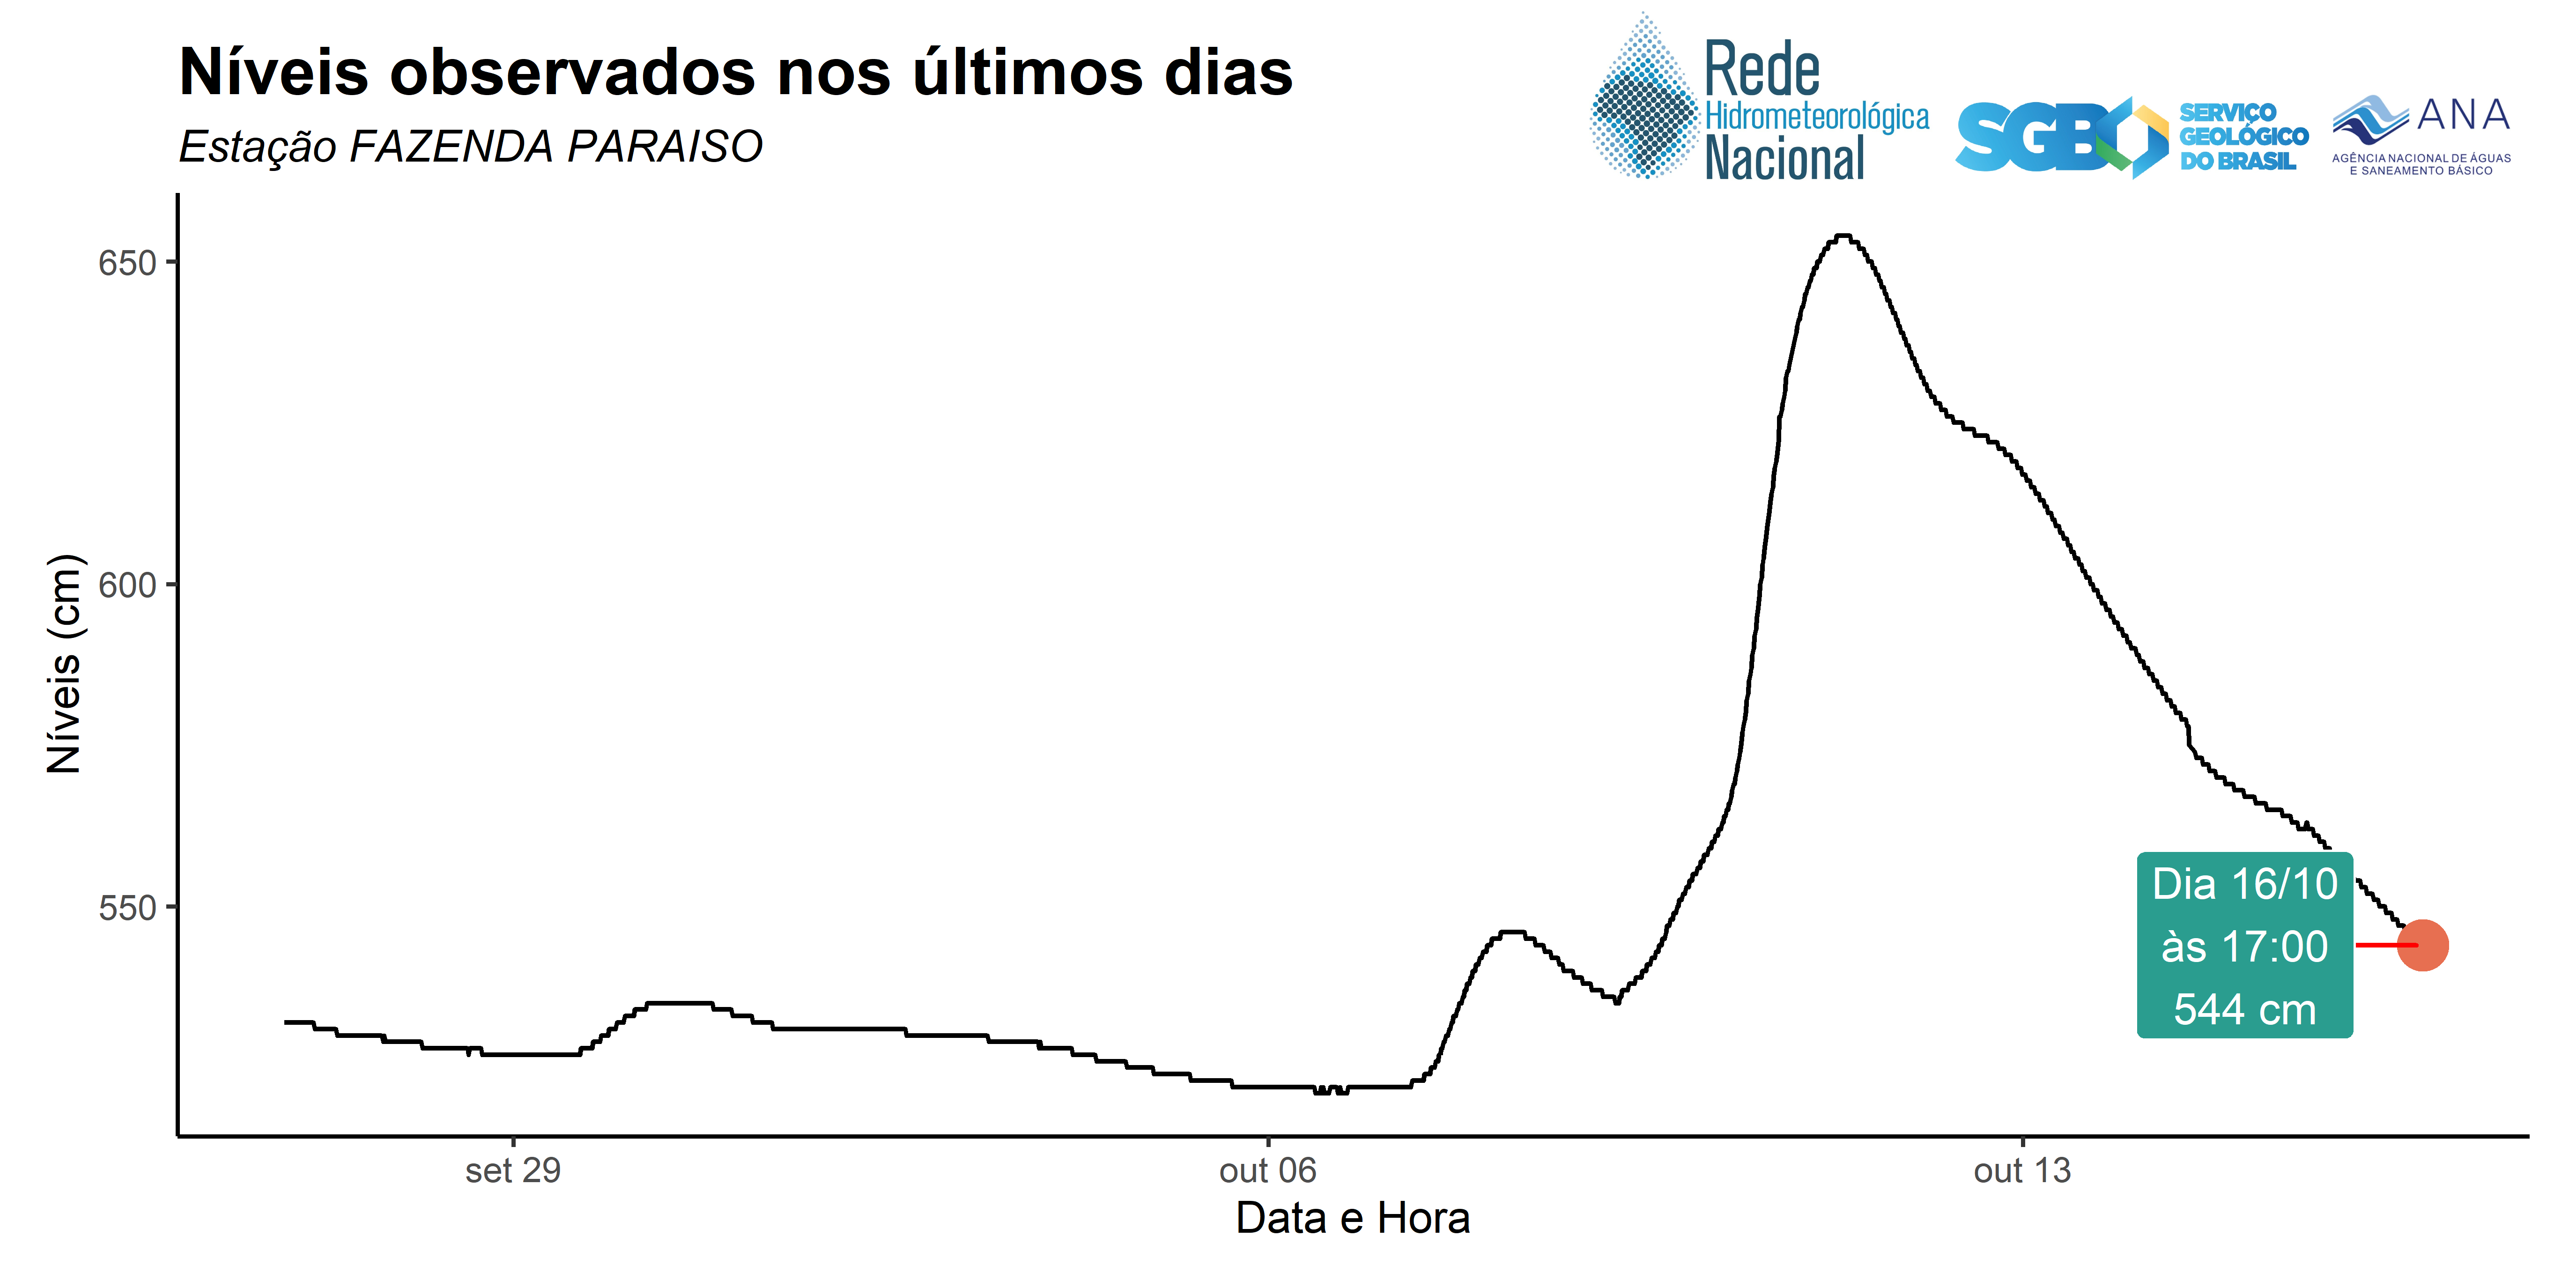 Níveis observados nos últimos dias
Estação FAZENDA PARAISO
Rede
Hidrometeorológica
Nacional
SGB
SERVIÇO
GEOLÓGICO
DO BRASIL
ANA
AGÊNCIA NACIONAL DE ÁGUAS
E SANEAMENTO BÁSICO
Níveis (cm)
650
600
550
Dia 16/10
às 17:00
544 cm
set 29
out 06
out 13
Data e Hora